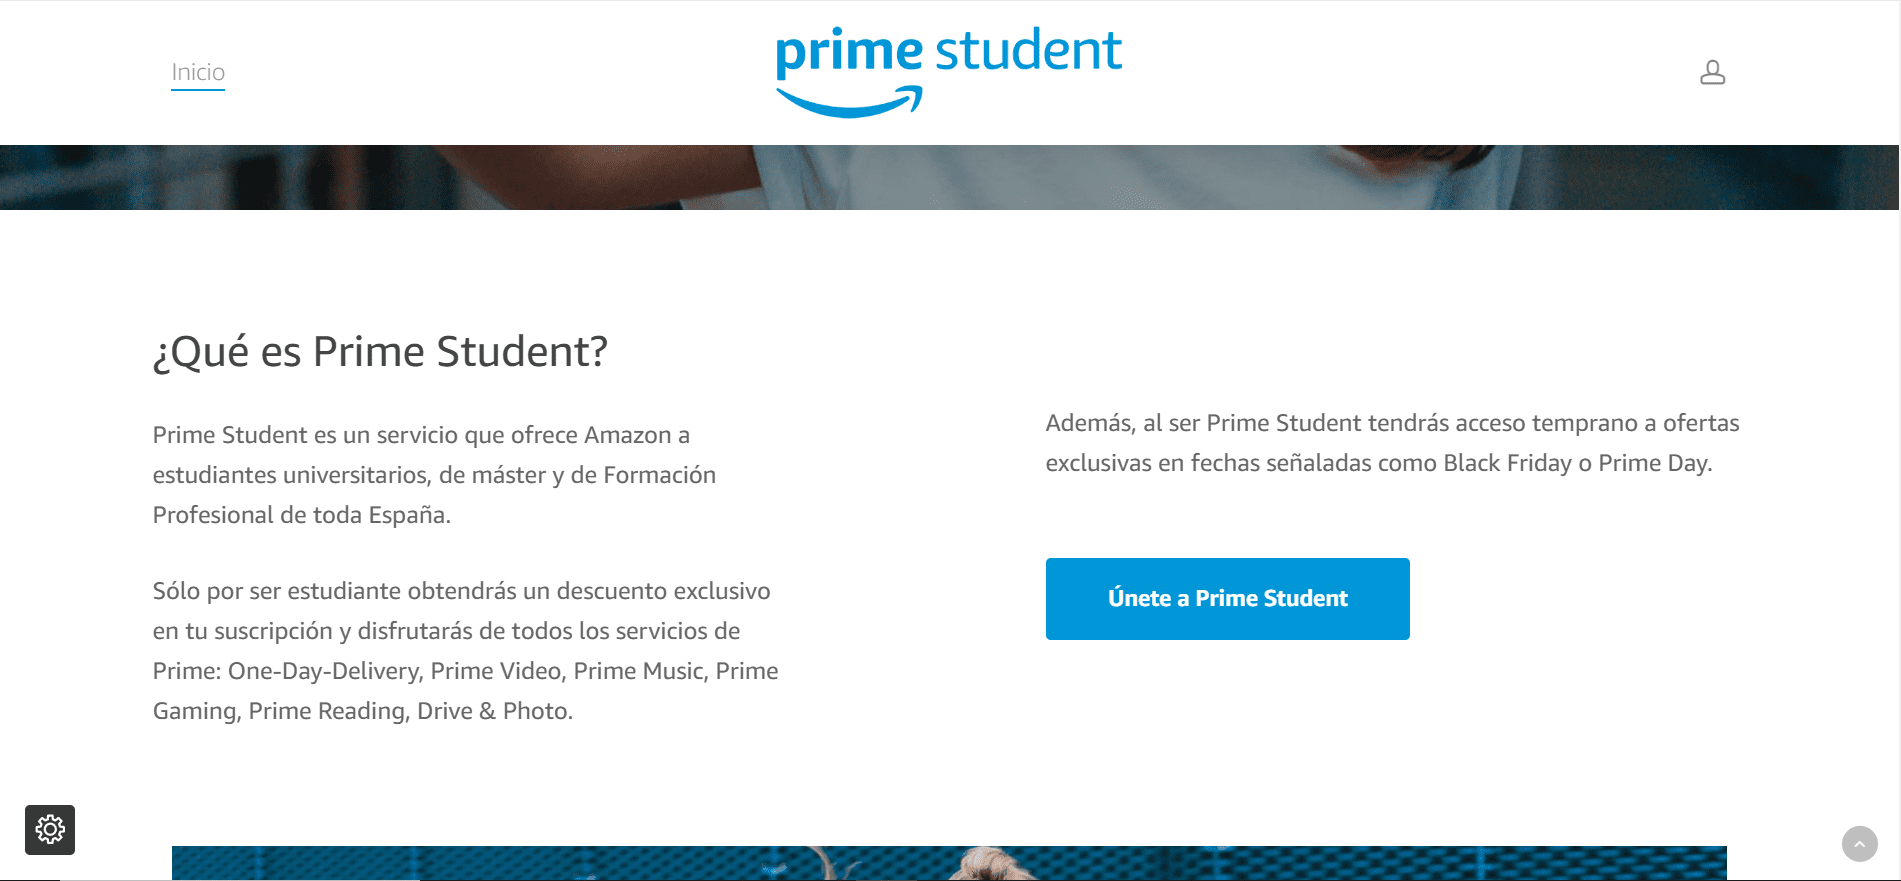 Inicio
prime student
¿Qué es Prime Student?
Prime Student es un servicio que ofrece Amazon a
estudiantes universitarios, de máster y de Formación
Profesional de toda España.
Sólo por ser estudiante obtendrás un descuento exclusivo
en tu suscripción y disfrutarás de todos los servicios de
Prime: One-Day-Delivery, Prime Video, Prime Music, Prime
Gaming, Prime Reading, Drive & Photo.
Además, al ser Prime Student tendrás acceso temprano a ofertas
exclusivas en fechas señaladas como Black Friday o Prime Day.
Únete a Prime Student